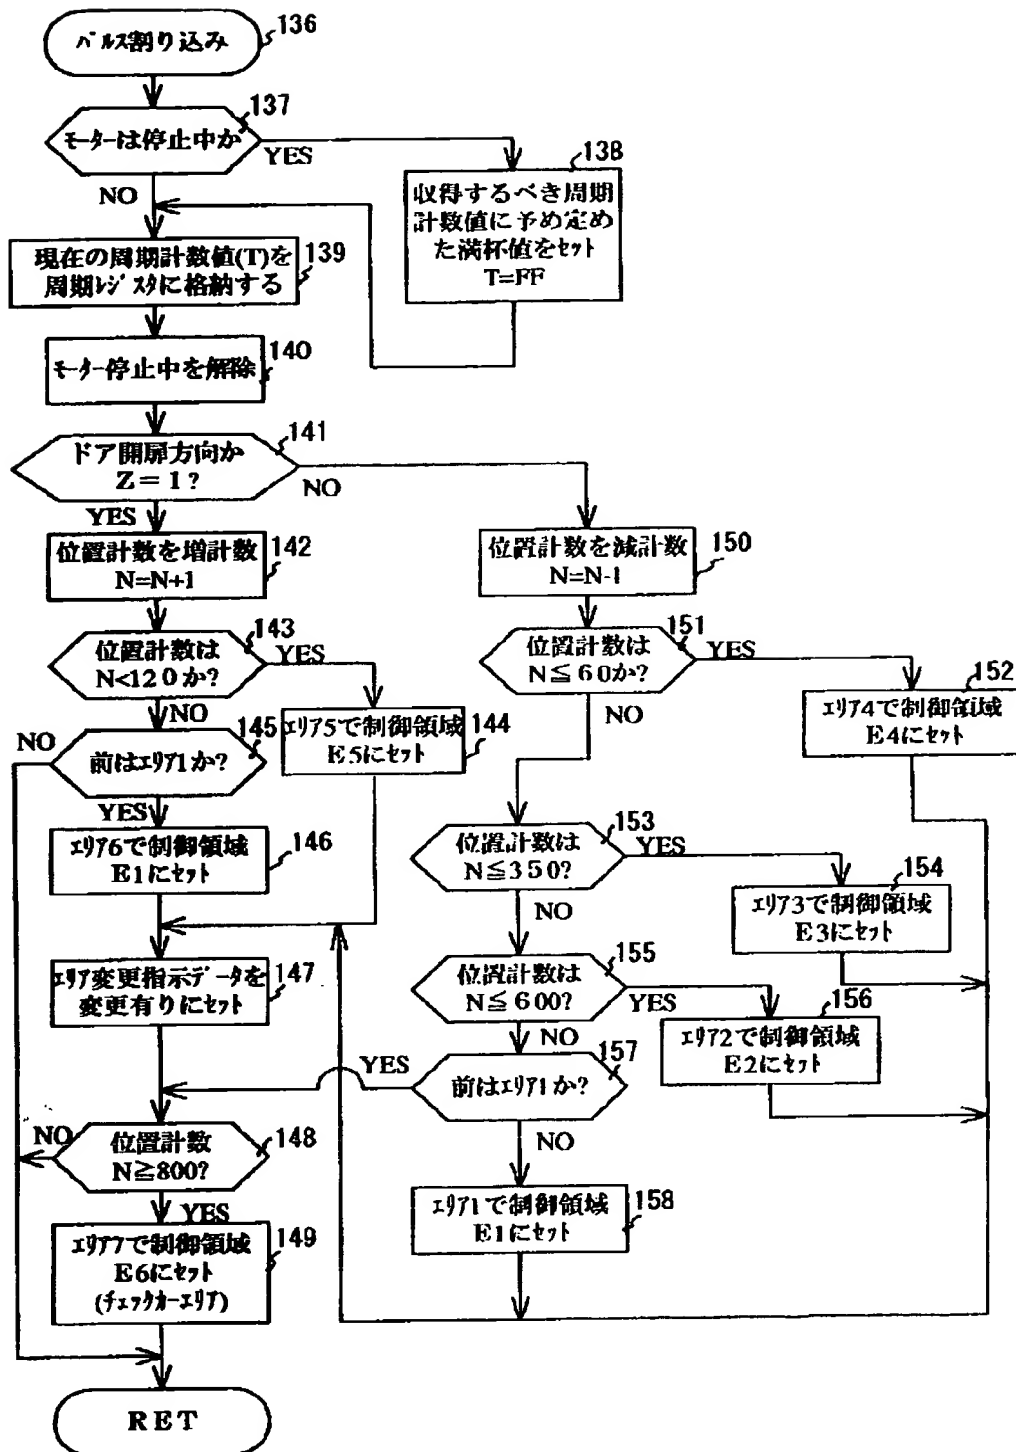 パルス割り込み
136
モーターは停止中か
137
YES
NO
138
収得するべき周期
計数値に予め定め
た満杯値をセット
T=FF
現在の周期計数値(T)を
周期レジスタに格納する
139
モーター停止中を解除
140
ドア開扉方向か
Z=1?
141
NO
YES
位置計数を増計数
N=N+1
142
位置計数を減計数
N=N-1
150
位置計数は
N<120か?
143
YES
NO
位置計数は
N≦60か?
151
YES
NO
152
エリア4で制御領域
E4にセット
エリア5で制御領域
E5にセット
144
NO
前はエリア1か?
145
YES
エリア6で制御領域
E1にセット
146
位置計数は
N≦350?
153
YES
NO
154
エリア3で制御領域
E3にセット
エリア変更指示データを
変更有りにセット
147
位置計数は
N≦600?
155
YES
NO
156
エリア2で制御領域
E2にセット
YES
前はエリア1か?
157
NO
NO
位置計数
N≧800?
148
YES
エリア1で制御領域
E1にセット
158
エリア7で制御領域
E6にセット
(チェックカーエリア)
149
RET